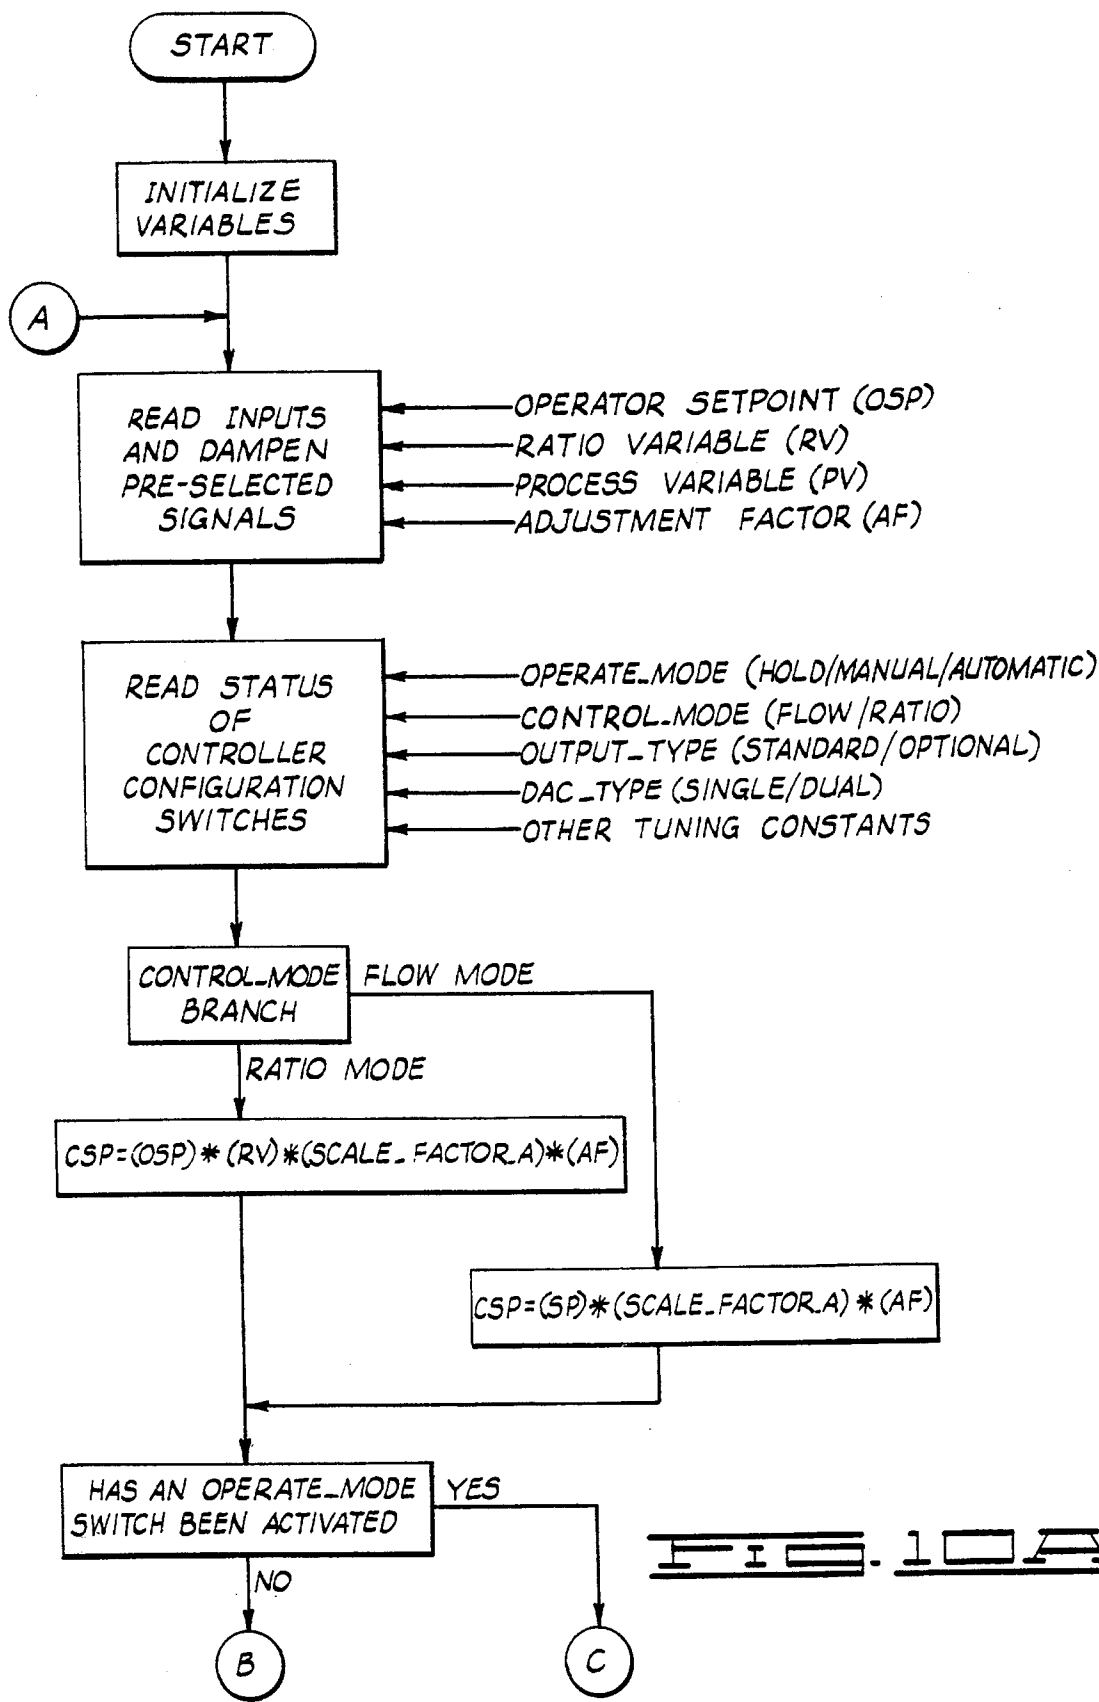 START
INITIALIZE
VARIABLES
A
READ INPUTS
AND DAMPEN
PRE-SELECTED
SIGNALS
OPERATOR SETPOINT (OSP)
RATIO VARIABLE (RV)
PROCESS VARIABLE (PV)
ADJUSTMENT FACTOR (AF)
READ STATUS
OF
CONTROLLER
CONFIGURATION
SWITCHES
OPERATE_MODE (HOLD/MANUAL/AUTOMATIC)
CONTROL_MODE (FLOW/RATIO)
OUTPUT_TYPE (STANDARD/OPTIONAL)
DAC_TYPE (SINGLE/DUAL)
OTHER TUNING CONSTANTS
CONTROL_MODE
BRANCH
FLOW MODE
RATIO MODE
CSP=(OSP)*(RV)*(SCALE_FACTOR_A)*(AF)
CSP=(SP)*(SCALE_FACTOR_A)*(AF)
HAS AN OPERATE_MODE
SWITCH BEEN ACTIVATED
YES
NO
B
C
FIG. 10A